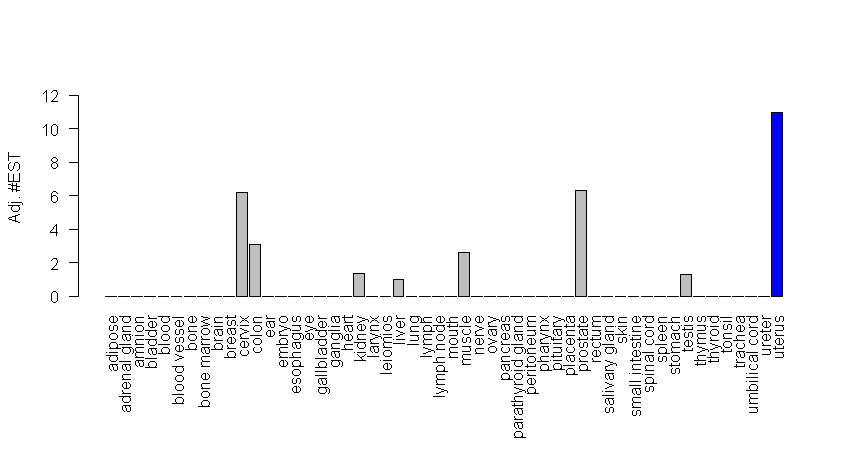 Adj. #EST
12
10
8
6
4
2
0
adipose
adrenal gland
amnion
bladder
blood
blood vessel
bone
bone marrow
brain
breast
cervix
colon
ear
embryo
esophagus
eye
gallbladder
ganglia
heart
kidney
larynx
leiomios
liver
lung
lymph
lymph node
mouth
muscle
nerve
ovary
pancreas
parathyroid gland
peritoneum
pharynx
pituitary
placenta
prostate
rectum
salivary gland
skin
small intestine
spinal cord
spleen
stomach
testis
thymus
thyroid
tonsil
trachea
umbilical cord
ureter
uterus